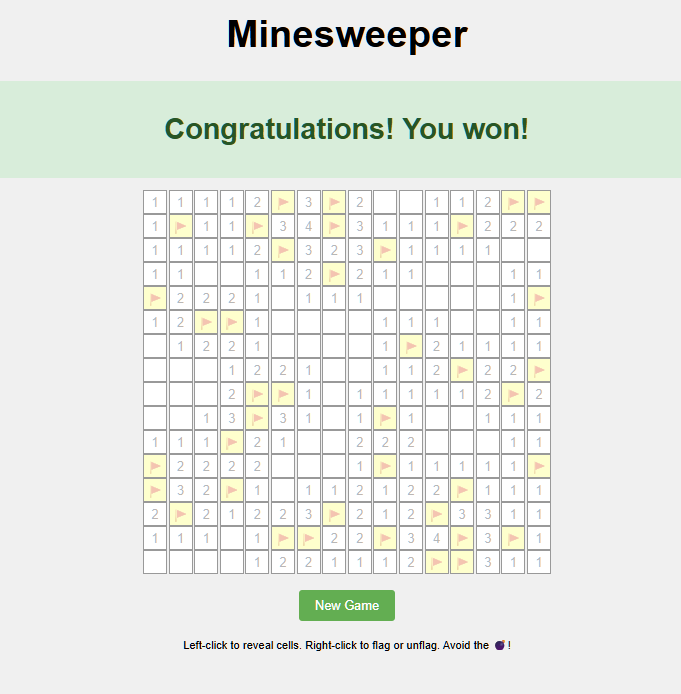 Minesweeper
Congratulations! You won!
1 1 1 1 2 3 2 1 1 2
1 1 1 3 4 3 1 1 1 2 2 2
1 1 1 1 2 3 2 3 1 1 1 1
1 1 1 1 2 2 1 1 1 1
2 2 2 1 1 1 1 1
1 2 1 1 1 1 1 1
1 2 2 1 1 2 1 1 1 1
1 2 2 1 1 1 2 2 2
2 1 1 1 1 1 1 2 2
1 3 3 1 1 1 1 1 1
1 1 1 2 1 2 2 2 1 1
2 2 2 2 1 1 1 1 1 1
3 2 1 1 1 2 1 2 2 1 1 1
2 2 1 2 2 3 2 1 2 3 3 1 1
1 1 1 1 2 2 3 4 3 1
1 2 2 1 1 1 2 3 1 1
New Game
Left-click to reveal cells. Right-click to flag or unflag. Avoid the 💣!